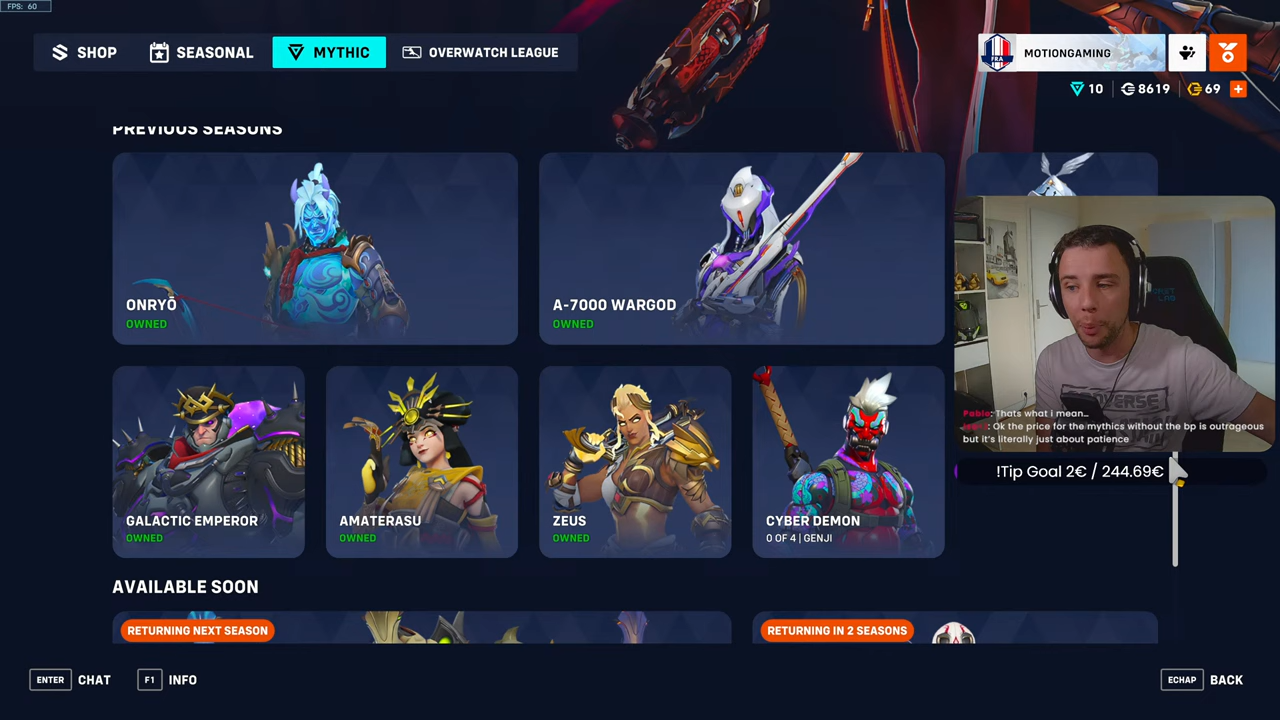 FPS: 60
SHOP
SEASONAL
MYTHIC
OVERWATCH LEAGUE
FRA
MOTIONGAMING
10
8619
69
PREVIOUS SEASONS
ONRYŌ
OWNED
A-7000 WARGOD
OWNED
GALACTIC EMPEROR
OWNED
AMATERASU
OWNED
ZEUS
OWNED
CYBER DEMON
0 OF 4 | GENJI
Pablo: Thats what i mean...
: Ok the price for the mythics without the bp is outrageous
but it's literally just about patience
!Tip Goal 2€ / 244.69€
AVAILABLE SOON
RETURNING NEXT SEASON
RETURNING IN 2 SEASONS
ENTER CHAT
F1 INFO
ECHAP BACK